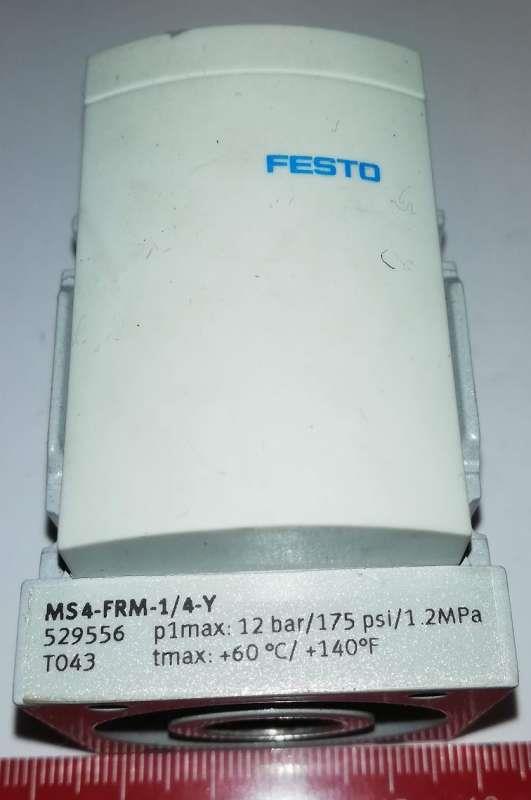 FESTO
MS4-FRM-1/4-Y
529556 p1max: 12 bar/175 psi/1.2MPa
T043 tmax: +60 °C/ +140°F